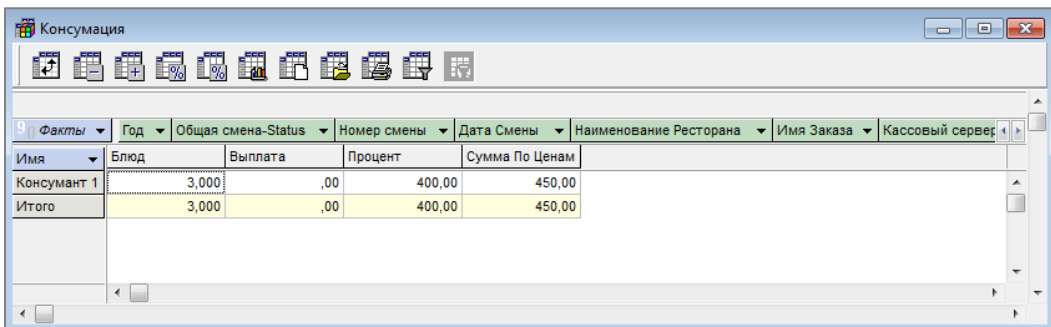 Консумация
Факты Год Общая смена-Status Номер смены Дата Смены Наименование Ресторана Имя Заказа Кассовый сервер
Имя Блюд Выплата Процент Сумма По Ценам
Консумант 1 3,000 ,00 400,00 450,00
Итого 3,000 ,00 400,00 450,00